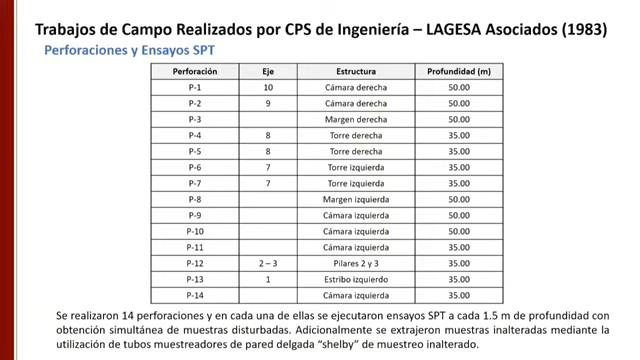 Trabajos de Campo Realizados por CPS de Ingeniería – LAGESA Asociados (1983)
Perforaciones y Ensayos SPT
Perforación Eje Estructura Profundidad (m)
P-1 10 Cámara derecha 50.00
P-2 9 Cámara derecha 50.00
P-3 Margen derecha 50.00
P-4 8 Torre derecha 35.00
P-5 8 Torre derecha 35.00
P-6 7 Torre izquierda 35.00
P-7 7 Torre izquierda 35.00
P-8 Margen izquierda 50.00
P-9 Cámara izquierda 50.00
P-10 Cámara izquierda 50.00
P-11 Cámara izquierda 35.00
P-12 2 – 3 Pilares 2 y 3 35.00
P-13 1 Estribo izquierdo 35.00
P-14 Cámara izquierda 35.00
Se realizaron 14 perforaciones y en cada una de ellas se ejecutaron ensayos SPT a cada 1.5 m de profundidad con
obtención simultánea de muestras disturbadas. Adicionalmente se extrajeron muestras inalteradas mediante la
utilización de tubos muestreadores de pared delgada “shelby” de muestreo inalterado.